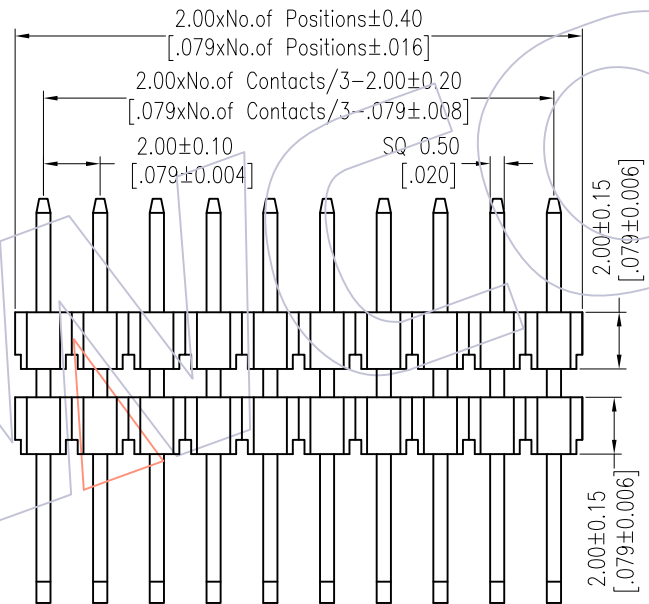 2.00xNo.of Positions±0.40
[.079xNo.of Positions±.016]
2.00xNo.of Contacts/3-2.00±0.20
[.079xNo.of Contacts/3-.079±.008]
2.00±0.10
[.079±0.004]
SQ 0.50
[.020]
2.00±0.15
[.079±0.006]
2.00±0.15
[.079±0.006]
WCO